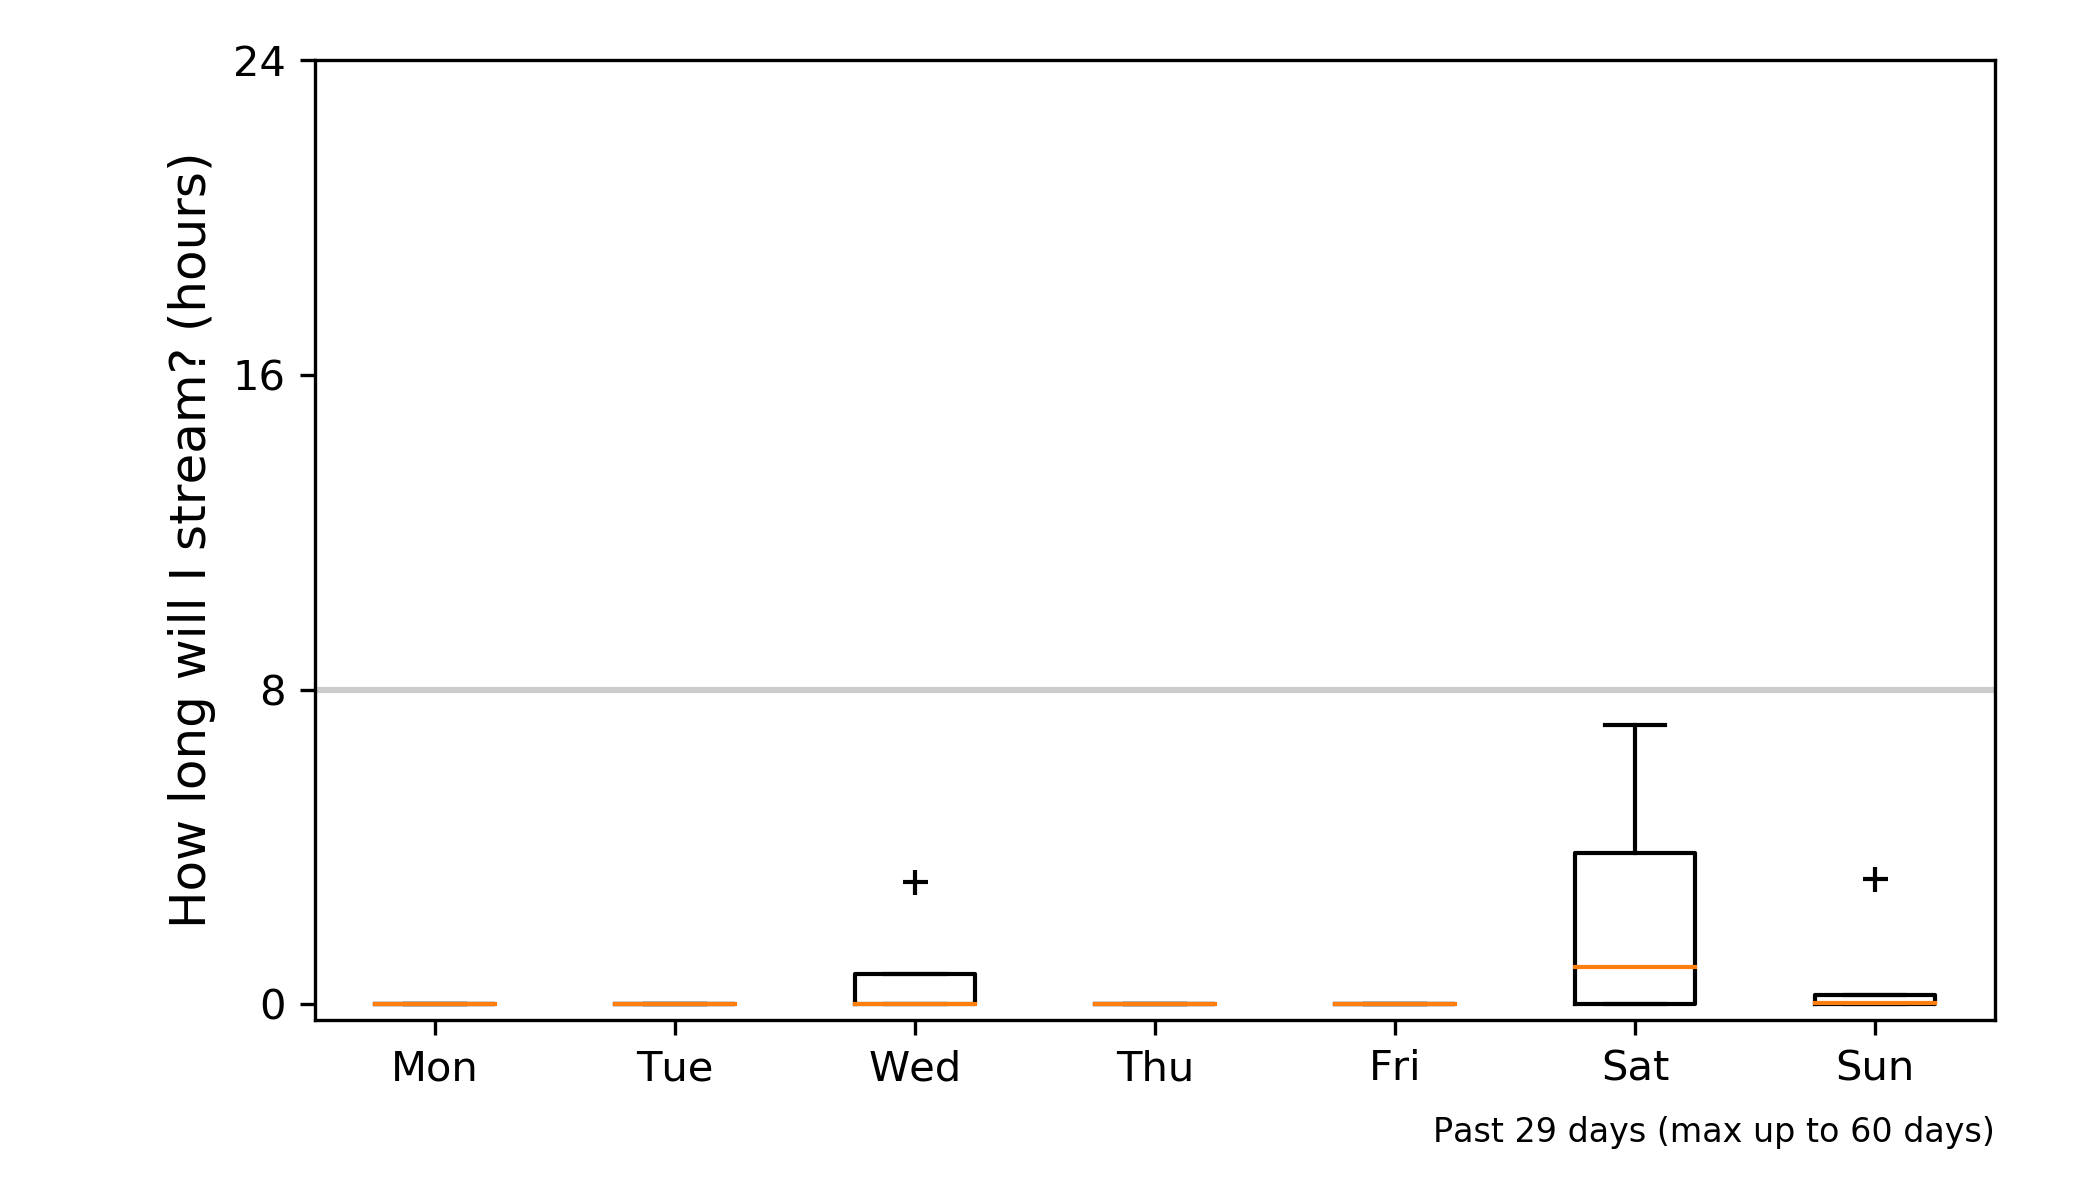 How long will I stream? (hours)
24
16
8
0
Mon Tue Wed Thu Fri Sat Sun
Past 29 days (max up to 60 days)